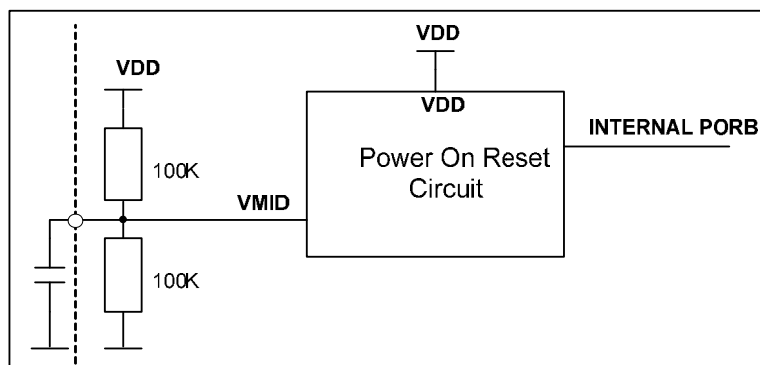 VDD
VDD
VDD
INTERNAL PORB
Power On Reset
Circuit
100K
VMID
100K